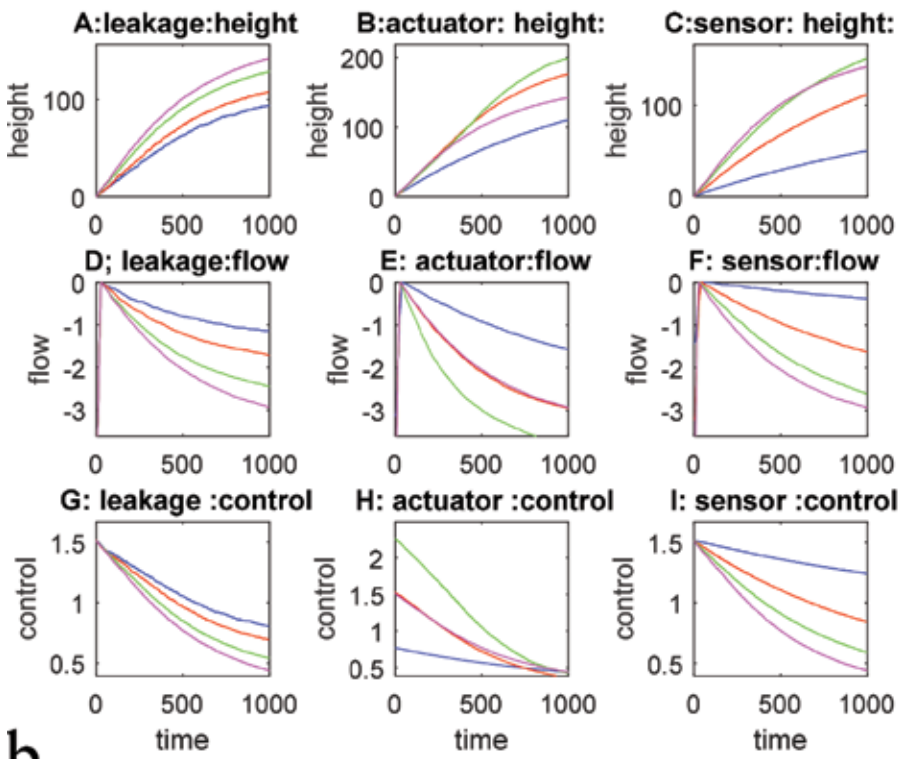 A:leakage:height B:actuator: height: C:sensor: height:
height
100
0
0 500 1000
height
200
100
0
0 500 1000
height
100
0
0 500 1000
D; leakage:flow E: actuator:flow F: sensor:flow
flow
0
-1
-2
-3
0 500 1000
flow
0
-1
-2
-3
0 500 1000
flow
0
-1
-2
-3
0 500 1000
G: leakage :control H: actuator :control I: sensor :control
control
1.5
1
0.5
0 500 1000
time
control
2
1.5
1
0.5
0 500 1000
time
control
1.5
1
0.5
0 500 1000
time
b